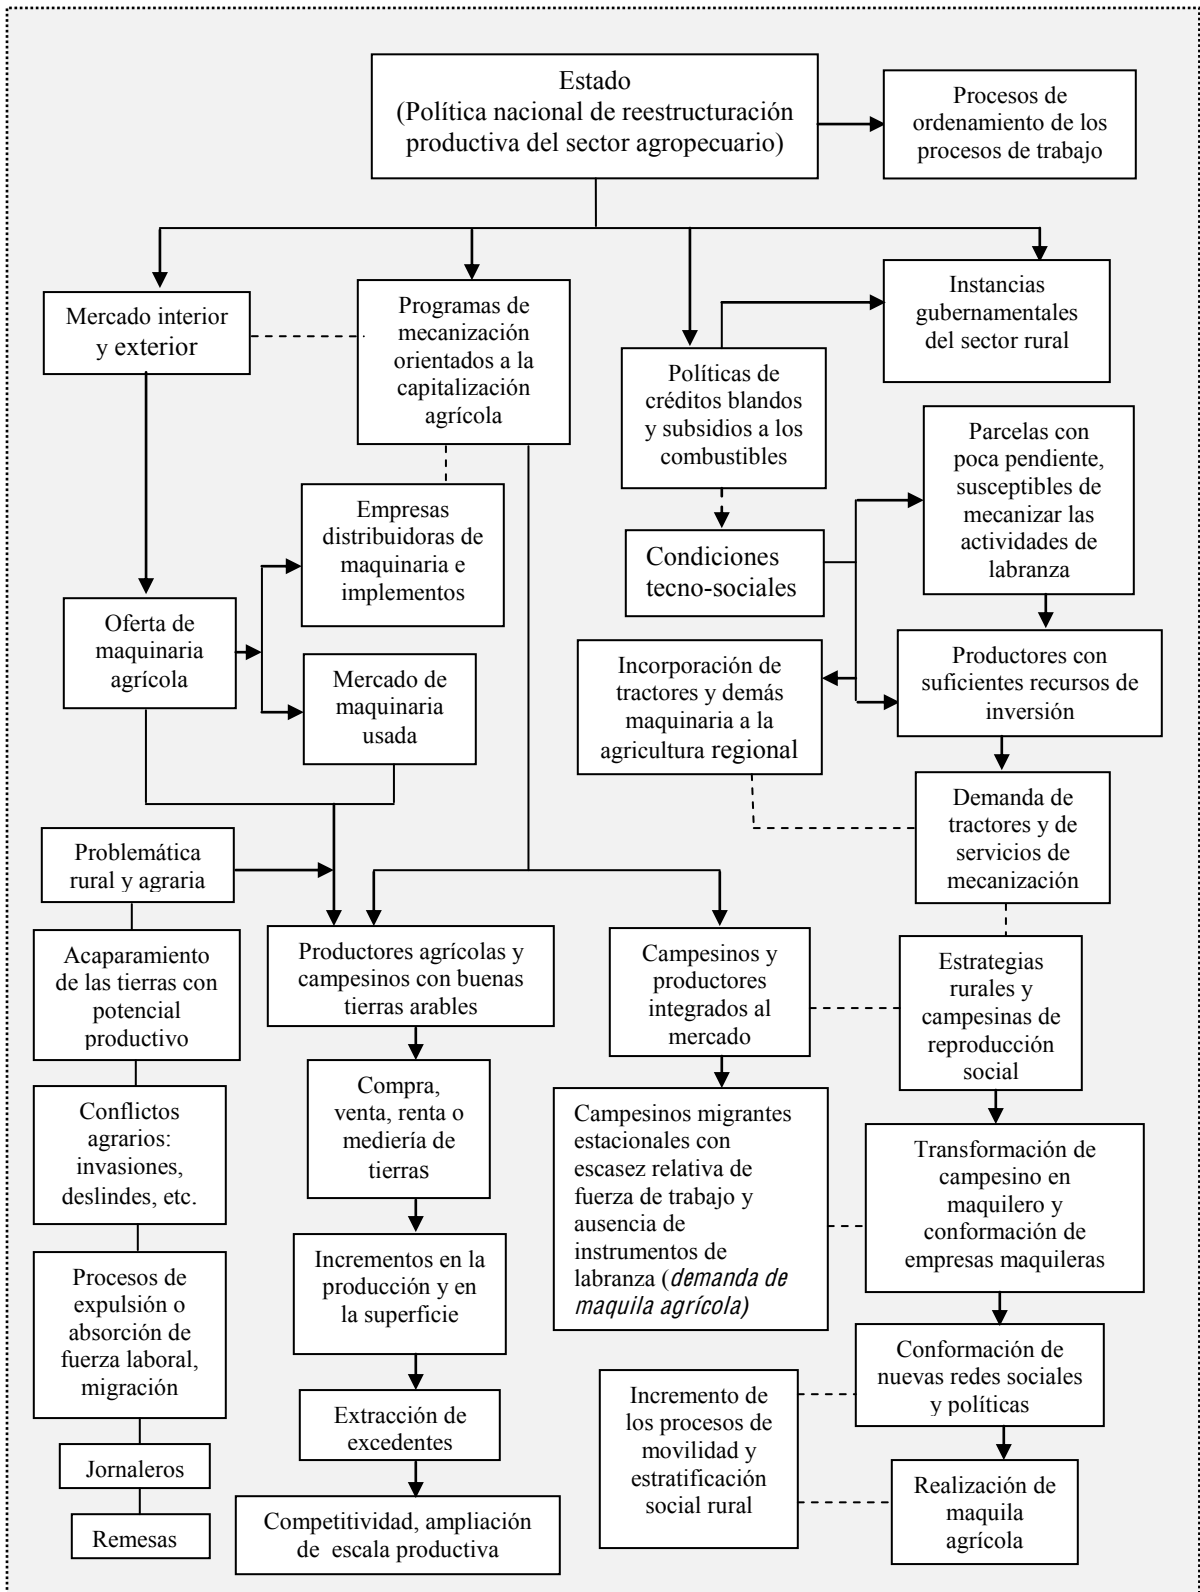 Estado
(Política nacional de reestructuración
productiva del sector agropecuario)
Procesos de
ordenamiento de los
procesos de trabajo
Mercado interior
y exterior
Programas de
mecanización
orientados a la
capitalización
agrícola
Políticas de
créditos blandos
y subsidios a los
combustibles
Instancias
gubernamentales
del sector rural
Parcelas con
poca pendiente,
susceptibles de
mecanizar las
actividades de
labranza
Empresas
distribuidoras de
maquinaria e
implementos
Condiciones
tecno-sociales
Oferta de
maquinaria
agrícola
Mercado de
maquinaria
usada
Incorporación de
tractores y demás
maquinaria a la
agricultura regional
Productores con
suficientes recursos de
inversión
Demanda de
tractores y de
servicios de
mecanización
Problemática
rural y agraria
Acaparamiento
de las tierras con
potencial
productivo
Productores agrícolas y
campesinos con buenas
tierras arables
Campesinos y
productores
integrados al
mercado
Estrategias
rurales y
campesinas de
reproducción
social
Conflictos
agrarios:
invasiones,
deslindes, etc.
Compra,
venta, renta o
mediería de
tierras
Campesinos migrantes
estacionales con
escasez relativa de
fuerza de trabajo y
ausencia de
instrumentos de
labranza (demanda de
maquila agrícola)
Transformación de
campesino en
maquilero y
conformación de
empresas maquileras
Procesos de
expulsión o
absorción de
fuerza laboral,
migración
Incrementos en la
producción y en
la superficie
Conformación de
nuevas redes sociales
y políticas
Extracción de
excedentes
Incremento de
los procesos de
movilidad y
estratificación
social rural
Jornaleros
Realización de
maquila
agrícola
Remesas
Competitividad, ampliación
de escala productiva